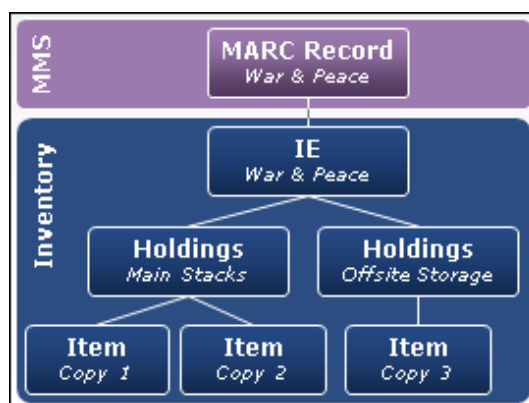 MMS
MARC Record
War & Peace
Inventory
IE
War & Peace
Holdings
Main Stacks
Holdings
Offsite Storage
Item
Copy 1
Item
Copy 2
Item
Copy 3